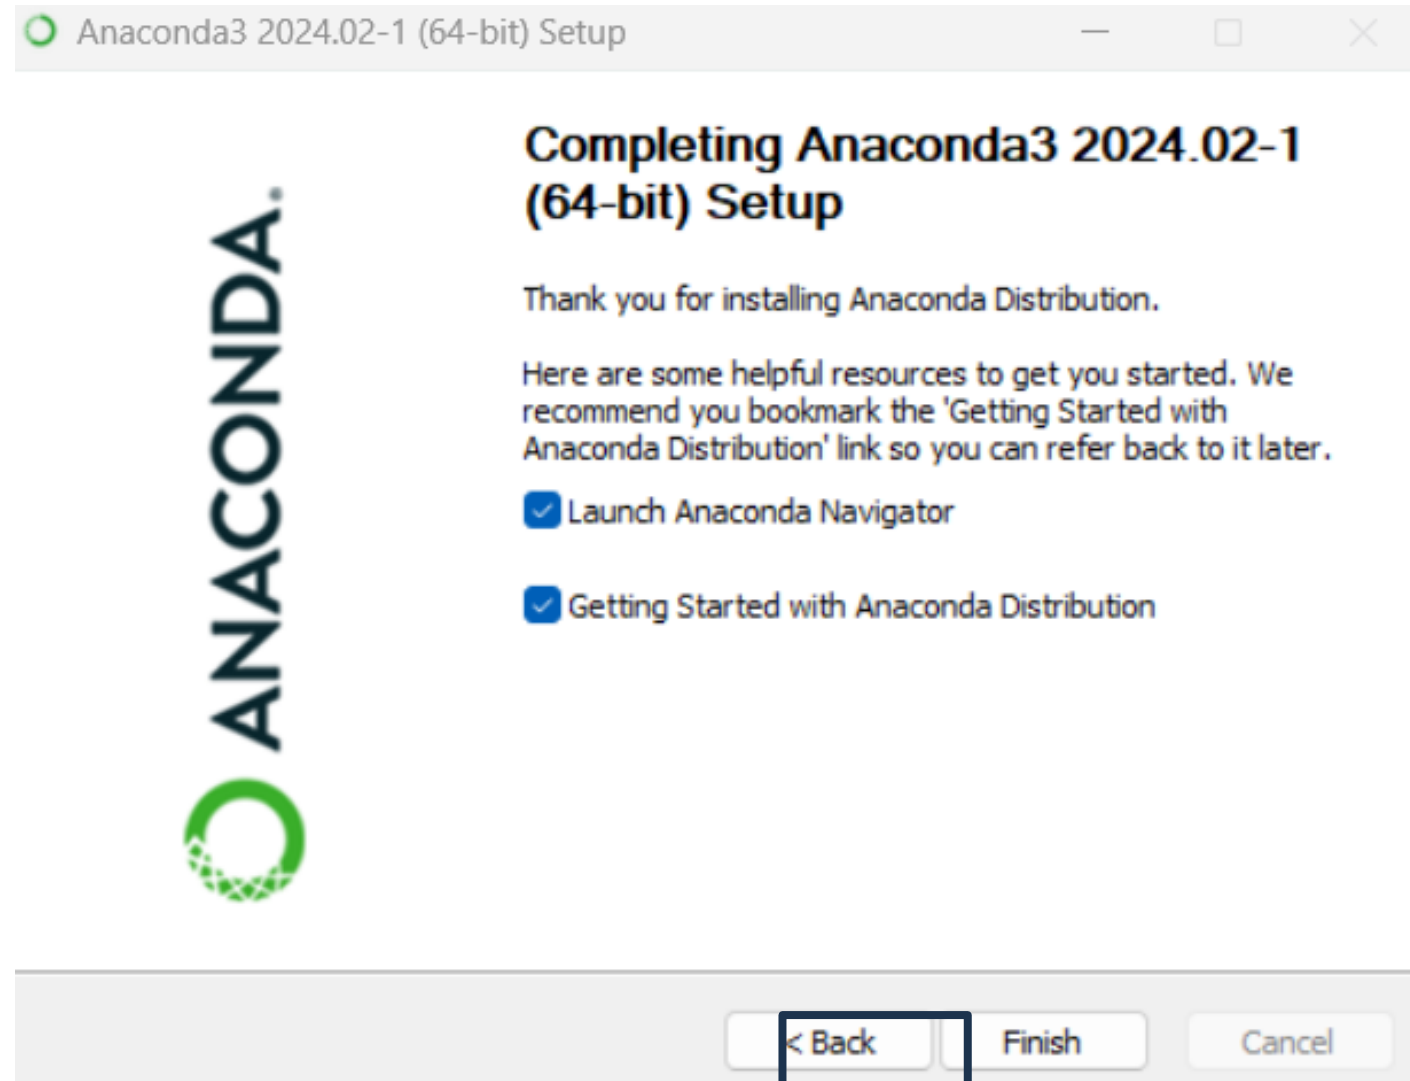 Anaconda3 2024.02-1 (64-bit) Setup
ANACONDA.
Completing Anaconda3 2024.02-1
(64-bit) Setup
Thank you for installing Anaconda Distribution.
Here are some helpful resources to get you started. We
recommend you bookmark the 'Getting Started with
Anaconda Distribution' link so you can refer back to it later.
Launch Anaconda Navigator
Getting Started with Anaconda Distribution
< Back Finish Cancel